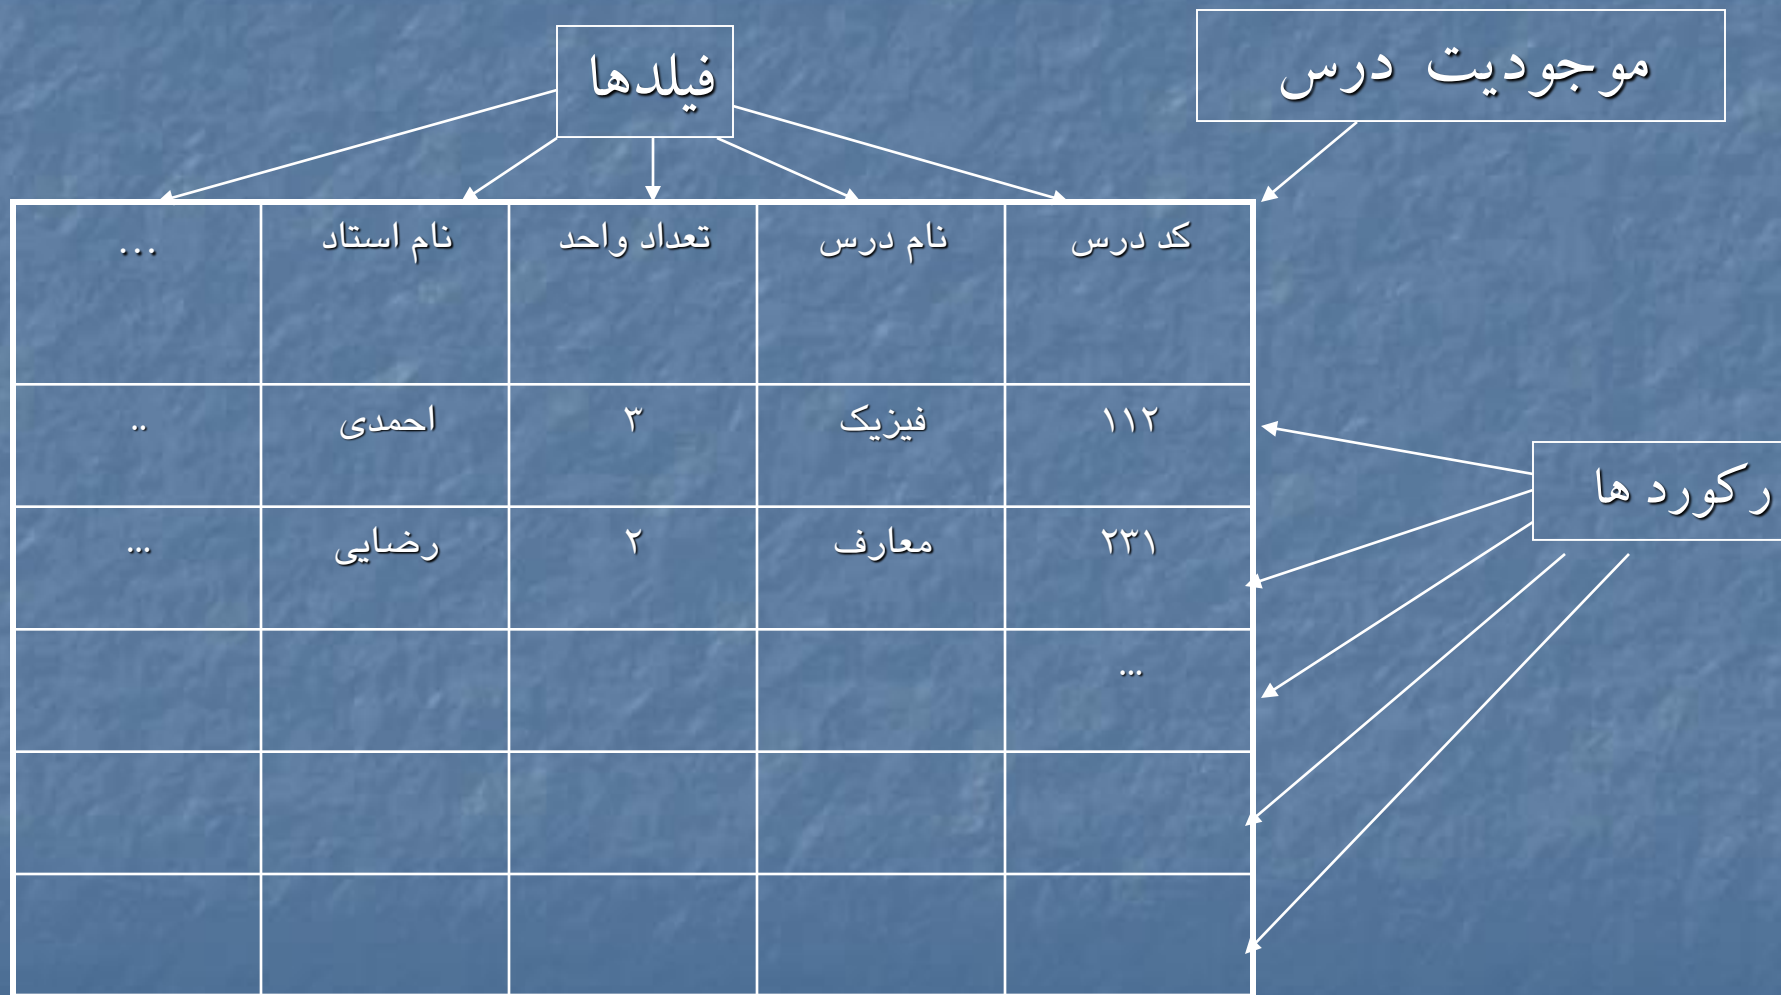 موجودیت درس
فیلدها
کد درس نام درس تعداد واحد نام استاد ...
۱۱۲ فیزیک ۳ احمدی ..
۲۳۱ معارف ۲ رضایی ...
...
رکورد ها